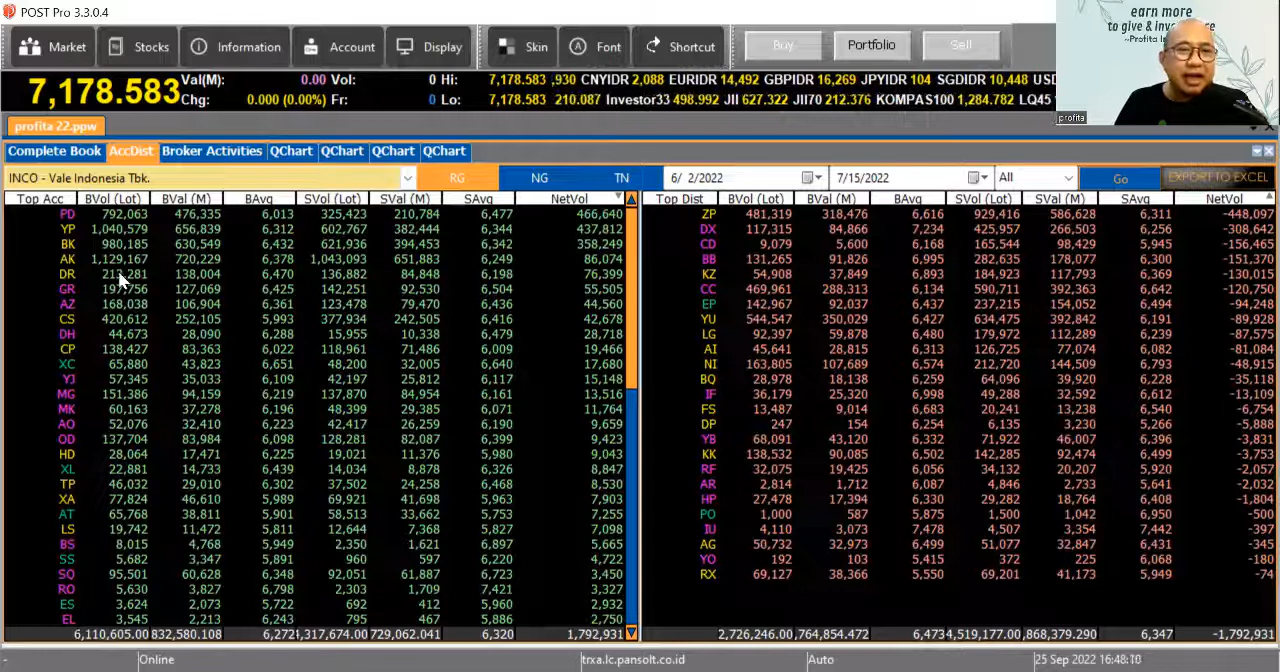 POST Pro 3.3.0.4
Market Stocks Information Account Display Skin Font Shortcut Buy Portfolio Sell
earn more
to give & inv
~Profita In
7,178.583 Val(M): 0.00 Vol: 0 Hi: 7,178.583 ,930 CNYIDR 2,088 EURIDR 14,492 GBPIDR 16,269 JPYIDR 104 SGDIDR 10,448 USD
Chg: 0.000 (0.00%) Fr: 0 Lo: 7,178.583 210.087 Investor33 498.992 JII 627.322 JII70 212.376 KOMPAS100 1,284.782 LQ45
profita
profita 22.ppw
Complete Book AccDist Broker Activities QChart QChart QChart QChart
INCO - Vale Indonesia Tbk. RG NG TN 6/ 2/2022 7/15/2022 All Go EXPORT TO EXCEL
Top Acc BVol (Lot) BVal (M) BAvg SVol (Lot) SVal (M) SAvg NetVol Top Dist BVol (Lot) BVal (M) BAvg SVol (Lot) SVal (M) SAvg NetVol
PD 792,063 476,335 6,013 325,423 210,784 6,477 466,640 ZP 481,319 318,476 6,616 929,416 586,628 6,311 -448,097
YP 1,040,579 656,839 6,312 602,767 382,444 6,344 437,812 DX 117,315 84,866 7,234 425,957 266,503 6,256 -308,642
BK 980,185 630,549 6,432 621,936 394,453 6,342 358,249 CD 9,079 5,600 6,168 165,544 98,429 5,945 -156,465
AK 1,129,167 720,229 6,378 1,043,093 651,883 6,249 86,074 BB 131,265 91,826 6,995 282,635 178,077 6,300 -151,370
DR 213,281 138,004 6,470 136,882 84,848 6,198 76,399 KZ 54,908 37,849 6,893 184,923 117,793 6,369 -130,015
GR 197,756 127,069 6,425 142,251 92,530 6,504 55,505 CC 469,961 288,313 6,134 590,711 392,363 6,642 -120,750
AZ 168,038 106,904 6,361 123,478 79,470 6,436 44,560 EP 142,967 92,037 6,437 237,215 154,052 6,494 -94,248
CS 420,612 252,105 5,993 377,934 242,505 6,416 42,678 YU 544,547 350,029 6,427 634,475 392,842 6,191 -89,928
DH 44,673 28,090 6,288 15,955 10,338 6,479 28,718 LG 92,397 59,878 6,480 179,972 112,289 6,239 -87,575
CP 138,427 83,363 6,022 118,961 71,486 6,009 19,466 AI 45,641 28,815 6,313 126,725 77,074 6,082 -81,084
XC 65,880 43,823 6,651 48,200 32,005 6,640 17,680 NI 163,805 107,689 6,574 212,720 144,509 6,793 -48,915
YJ 57,345 35,033 6,109 42,197 25,812 6,117 15,148 BQ 28,978 18,138 6,259 64,096 39,920 6,228 -35,118
MG 151,386 94,159 6,219 137,870 84,954 6,161 13,516 IF 36,179 25,320 6,998 49,288 32,592 6,612 -13,109
MK 60,163 37,278 6,196 48,399 29,385 6,071 11,764 FS 13,487 9,014 6,683 20,241 13,238 6,540 -6,754
AO 52,076 32,410 6,223 42,417 26,259 6,190 9,659 DP 247 154 6,254 6,135 3,230 5,266 -5,888
OD 137,704 83,984 6,098 128,281 82,087 6,399 9,423 YB 68,091 43,120 6,332 71,922 46,007 6,396 -3,831
HD 28,064 17,471 6,225 19,021 11,376 5,980 9,043 KK 138,532 90,085 6,502 142,285 92,474 6,499 -3,753
XL 22,881 14,733 6,439 14,034 8,878 6,326 8,847 RF 32,075 19,425 6,056 34,132 20,207 5,920 -2,057
TP 46,032 29,010 6,302 37,502 24,258 6,468 8,530 AR 2,814 1,712 6,087 4,846 2,733 5,641 -2,032
XA 77,824 46,610 5,989 69,921 41,698 5,963 7,903 HP 27,478 17,394 6,330 29,282 18,764 6,408 -1,804
AT 65,768 38,811 5,901 58,513 33,662 5,753 7,255 PO 1,000 587 5,875 1,500 1,042 6,950 -500
LS 19,742 11,472 5,811 12,644 7,368 5,827 7,098 IU 4,110 3,073 7,478 4,507 3,354 7,442 -397
BS 8,015 4,768 5,949 2,350 1,621 6,897 5,665 AG 50,732 32,973 6,499 51,077 32,847 6,431 -345
SS 5,682 3,347 5,891 960 597 6,220 4,722 YO 192 103 5,415 372 225 6,068 -180
SQ 95,501 60,628 6,348 92,051 61,887 6,723 3,450 RX 69,127 38,366 5,550 69,201 41,173 5,949 -74
RO 5,630 3,827 6,798 2,303 1,709 7,421 3,327
ES 3,624 2,073 5,722 692 412 5,960 2,932
EL 3,545 2,213 6,243 795 467 5,886 2,750
6,110,605.00 832,580.108 6,272 1,317,674.00 729,062.041 6,320 1,792,931 2,726,246.00 ,764,854.472 6,473 4,519,177.00 ,868,379.290 6,347 -1,792,931
- Online trxa.lc.pansolt.co.id Auto 25 Sep 2022 16:48:10